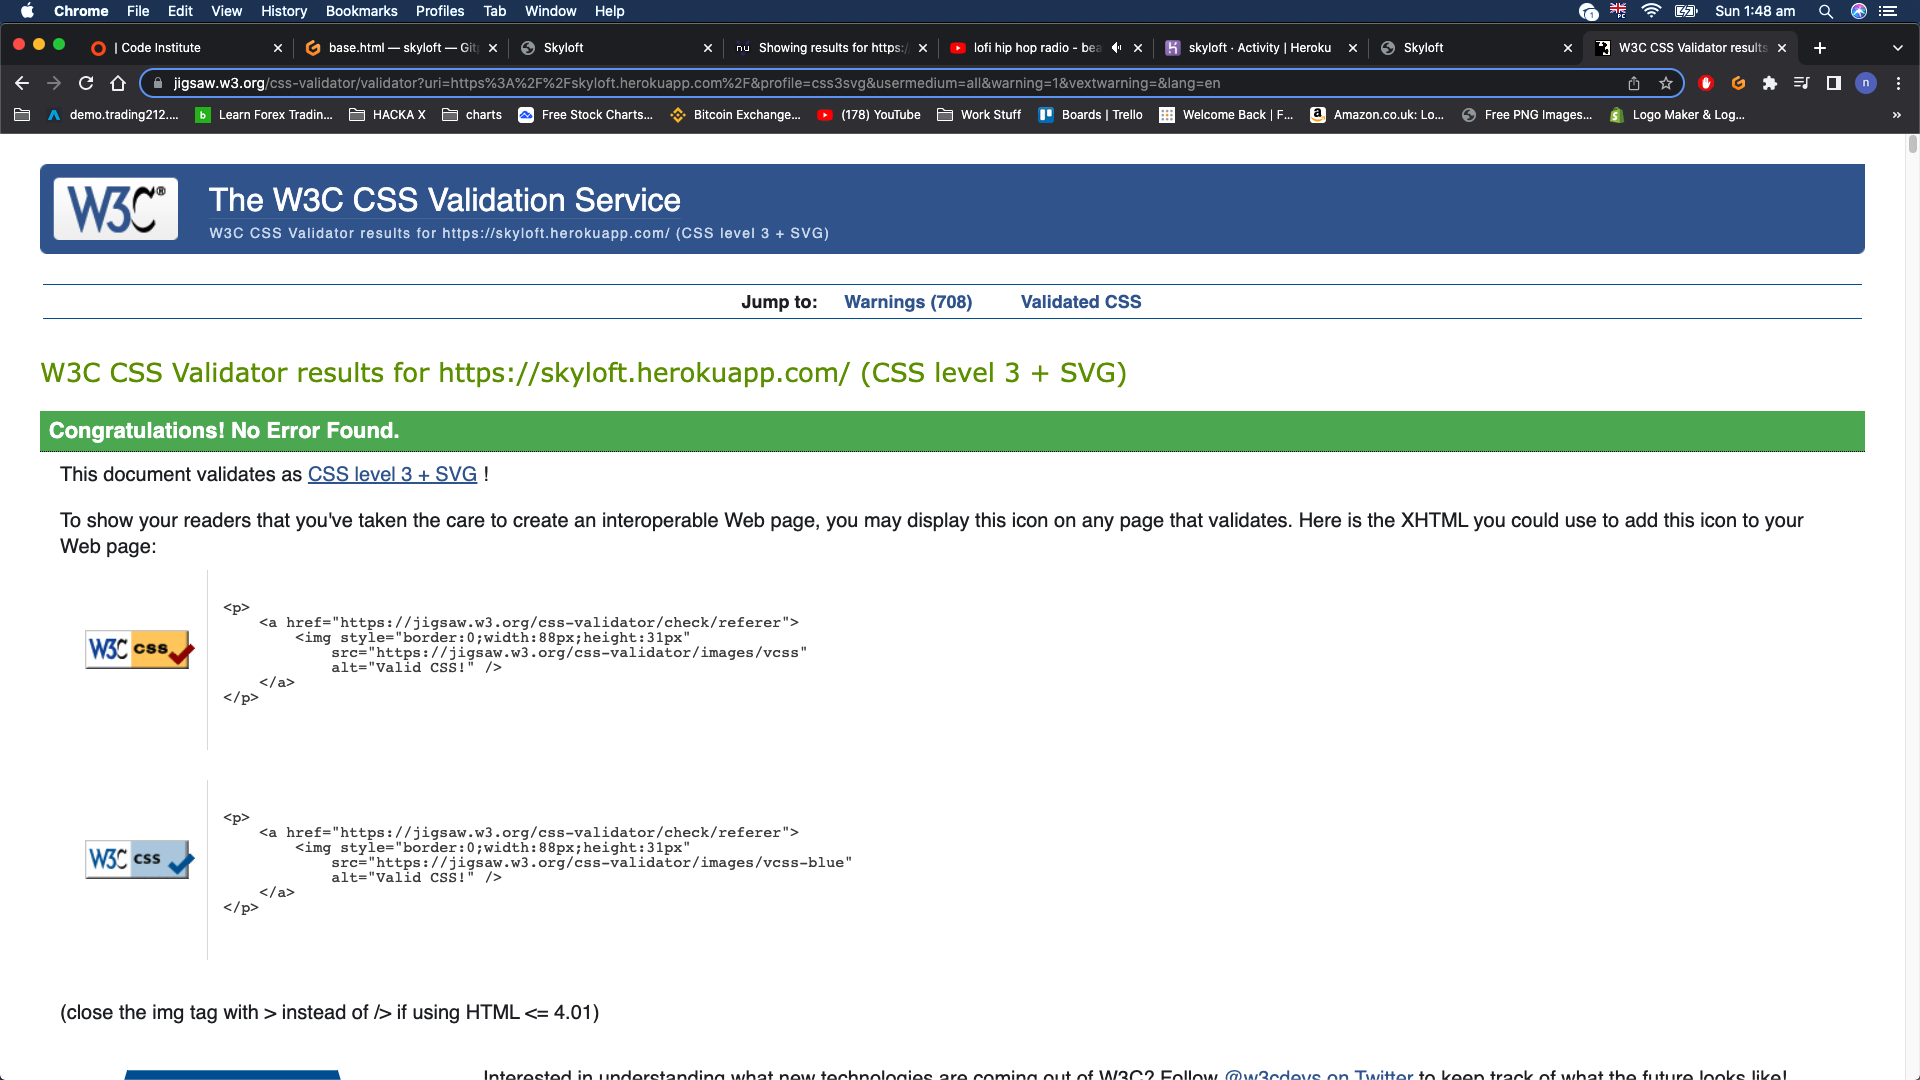 Chrome File Edit View History Bookmarks Profiles Tab Window Help 1 Sun 1:48 am
| Code Institute base.html — skyloft — Git Skyloft nu Showing results for https:/ lofi hip hop radio - bea skyloft · Activity | Heroku Skyloft W3C CSS Validator results
jigsaw.w3.org/css-validator/validator?uri=https%3A%2F%2Fskyloft.herokuapp.com%2F&profile=css3svg&usermedium=all&warning=1&vextwarning=&lang=en n
demo.trading212.... b Learn Forex Tradin... HACKA X charts Free Stock Charts... Bitcoin Exchange... (178) YouTube Work Stuff Boards | Trello Welcome Back | F... a Amazon.co.uk: Lo... Free PNG Images... Logo Maker & Log... »
W3C® The W3C CSS Validation Service
W3C CSS Validator results for https://skyloft.herokuapp.com/ (CSS level 3 + SVG)
Jump to: Warnings (708) Validated CSS
W3C CSS Validator results for https://skyloft.herokuapp.com/ (CSS level 3 + SVG)
Congratulations! No Error Found.
This document validates as CSS level 3 + SVG !
To show your readers that you've taken the care to create an interoperable Web page, you may display this icon on any page that validates. Here is the XHTML you could use to add this icon to your
Web page:
W3C css
<p>
<a href="https://jigsaw.w3.org/css-validator/check/referer">
<img style="border:0;width:88px;height:31px"
src="https://jigsaw.w3.org/css-validator/images/vcss"
alt="Valid CSS!" />
</a>
</p>
W3C css
<p>
<a href="https://jigsaw.w3.org/css-validator/check/referer">
<img style="border:0;width:88px;height:31px"
src="https://jigsaw.w3.org/css-validator/images/vcss-blue"
alt="Valid CSS!" />
</a>
</p>
(close the img tag with > instead of /> if using HTML <= 4.01)
Interested in understanding what new technologies are coming out of W3C? Follow @w3cdevs on Twitter to keep track of what the future looks like!